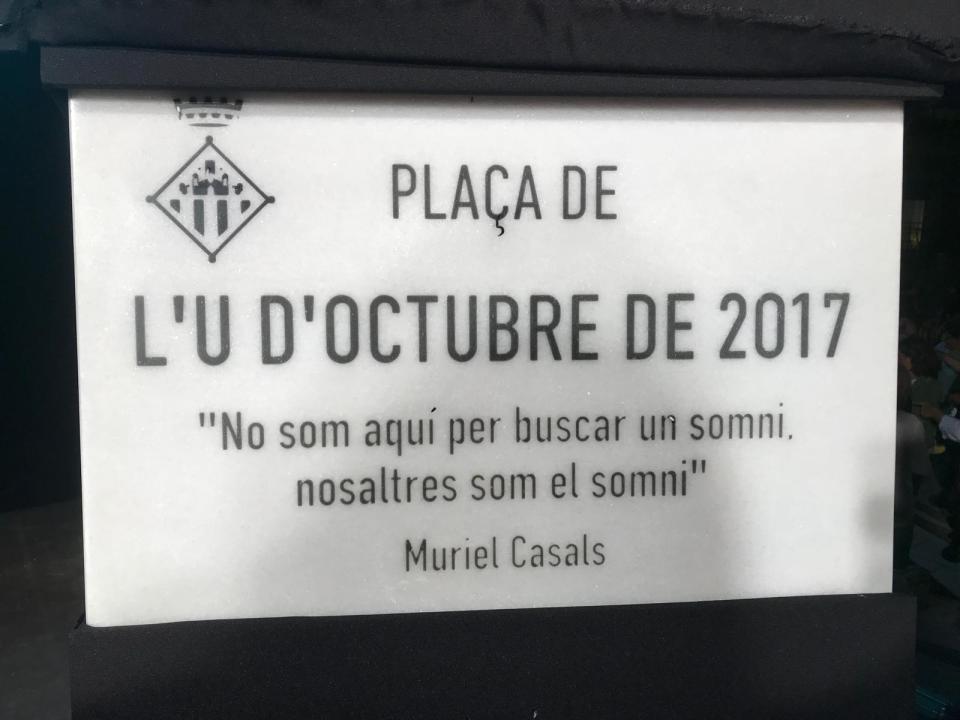 PLAÇA DE
L'U D'OCTUBRE DE 2017
"No som aquí per buscar un somni,
nosaltres som el somni"
Muriel Casals